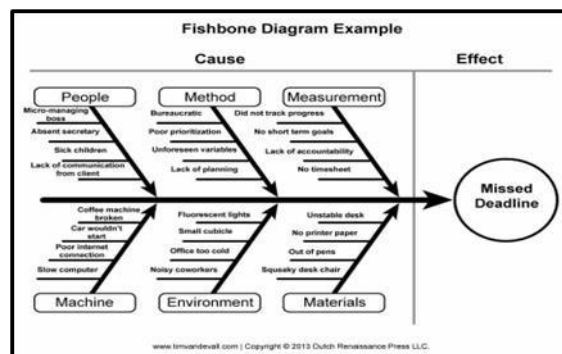 Fishbone Diagram Example
Cause
Effect
People
Micro-managing
boss
Absent secretary
Sick children
Lack of communication
from client
Method
Bureaucratic
Poor prioritization
Unforeseen variables
Lack of planning
Measurement
Did not track progress
No short term goals
Lack of accountability
No timesheet
Missed
Deadline
Coffee machine
broken
Car wouldn't
start
Poor internet
connection
Slow computer
Machine
Fluorescent lights
Small cubicle
Office too cold
Noisy coworkers
Environment
Unstable desk
No printer paper
Out of pens
Squeaky desk chair
Materials
www.timvandevall.com | Copyright © 2013 Dutch Renaissance Press LLC.